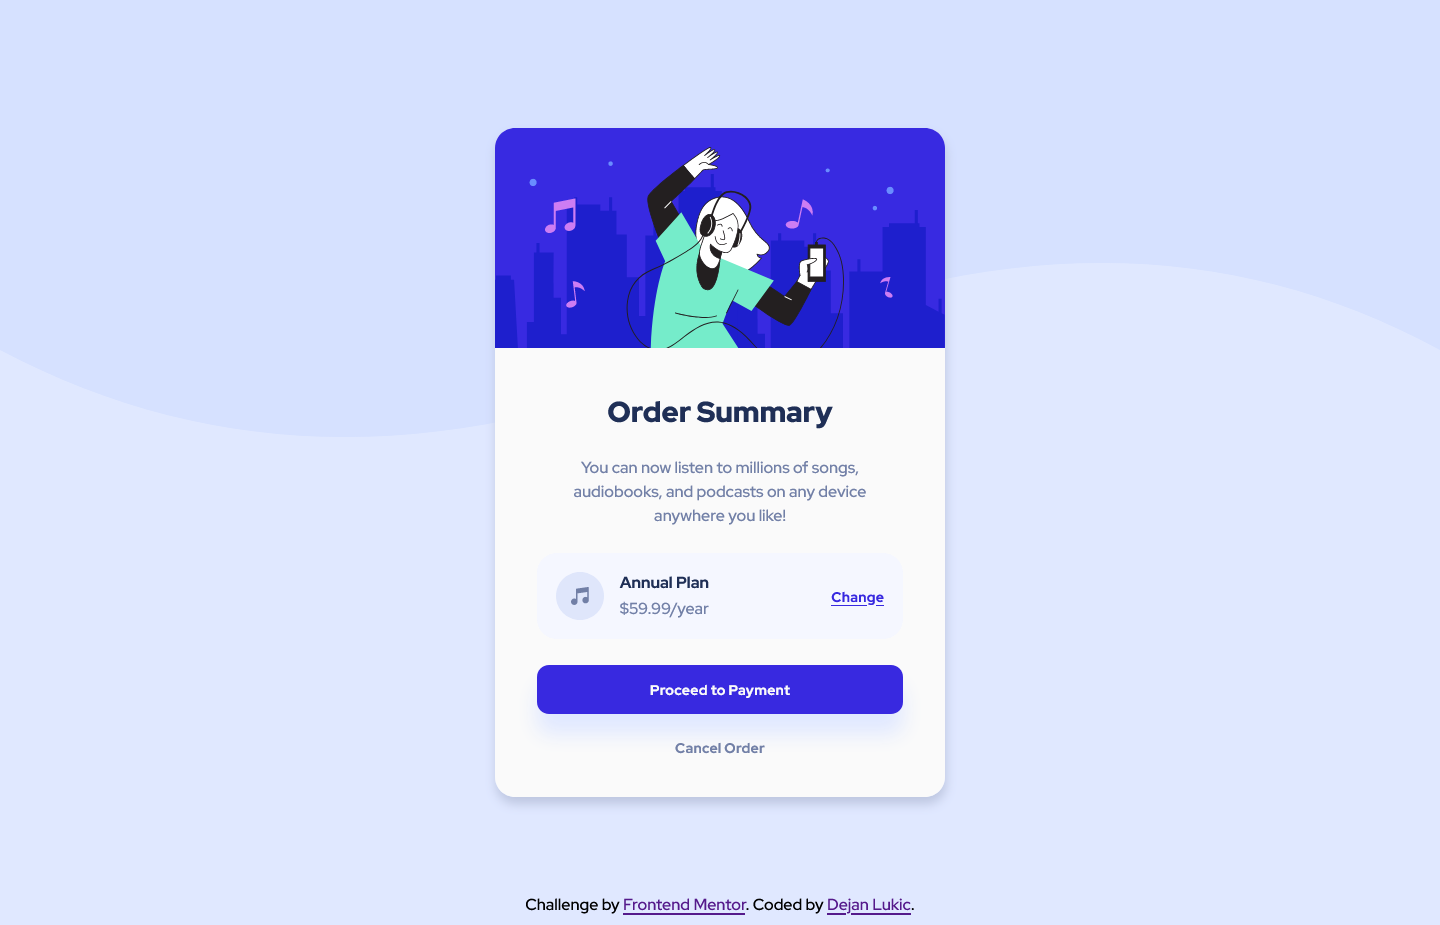 Order Summary
You can now listen to millions of songs,
audiobooks, and podcasts on any device
anywhere you like!
Annual Plan
$59.99/year
Change
Proceed to Payment
Cancel Order
Challenge by Frontend Mentor. Coded by Dejan Lukic.